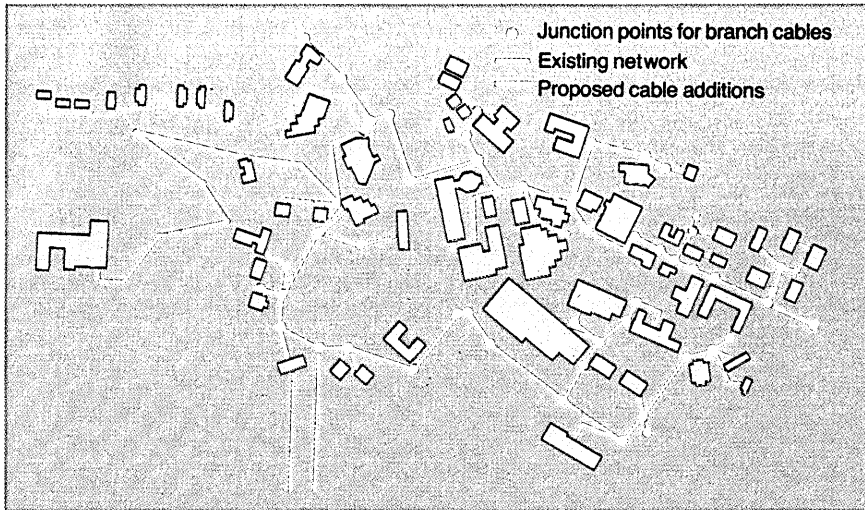 Junction points for branch cables
Existing network
Proposed cable additions